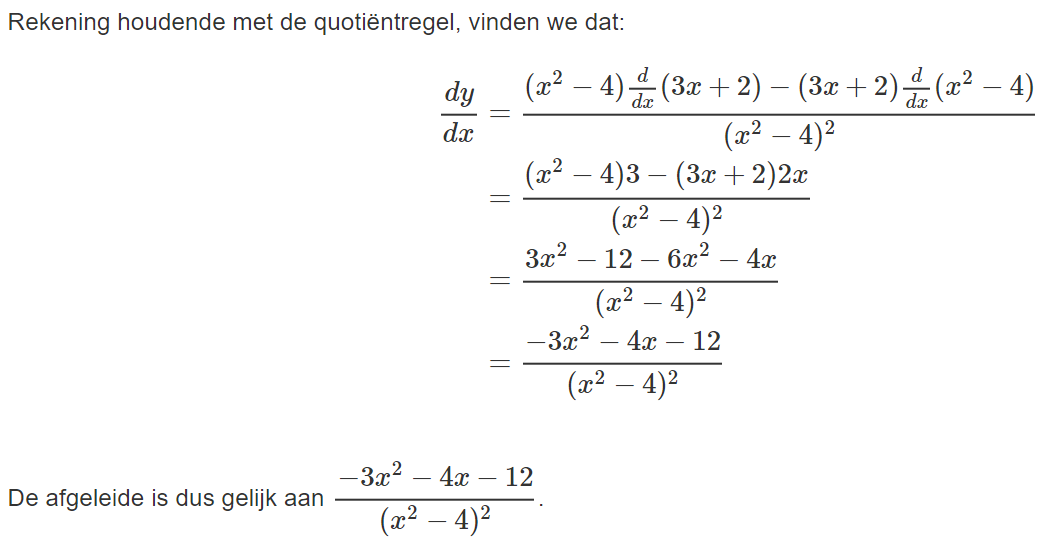 Rekening houdende met de quotiëntregel, vinden we dat:
\frac{dy}{dx} = \frac{(x^2 - 4)\frac{d}{dx}(3x + 2) - (3x + 2)\frac{d}{dx}(x^2 - 4)}{(x^2 - 4)^2}
= \frac{(x^2 - 4)3 - (3x + 2)2x}{(x^2 - 4)^2}
= \frac{3x^2 - 12 - 6x^2 - 4x}{(x^2 - 4)^2}
= \frac{-3x^2 - 4x - 12}{(x^2 - 4)^2}
De afgeleide is dus gelijk aan \frac{-3x^2 - 4x - 12}{(x^2 - 4)^2}.